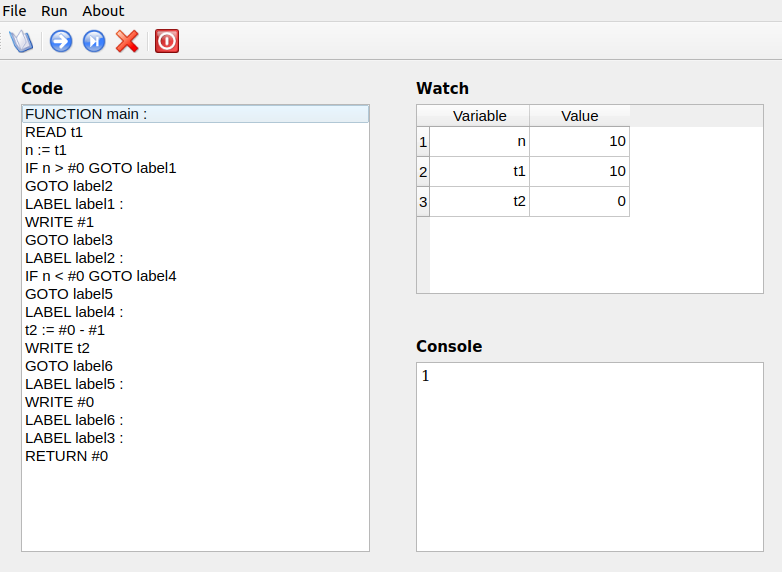 File Run About
Code
FUNCTION main :
READ t1
n := t1
IF n > #0 GOTO label1
GOTO label2
LABEL label1 :
WRITE #1
GOTO label3
LABEL label2 :
IF n < #0 GOTO label4
GOTO label5
LABEL label4 :
t2 := #0 - #1
WRITE t2
GOTO label6
LABEL label5 :
WRITE #0
LABEL label6 :
LABEL label3 :
RETURN #0
Watch
Variable Value
1 n 10
2 t1 10
3 t2 0
Console
1